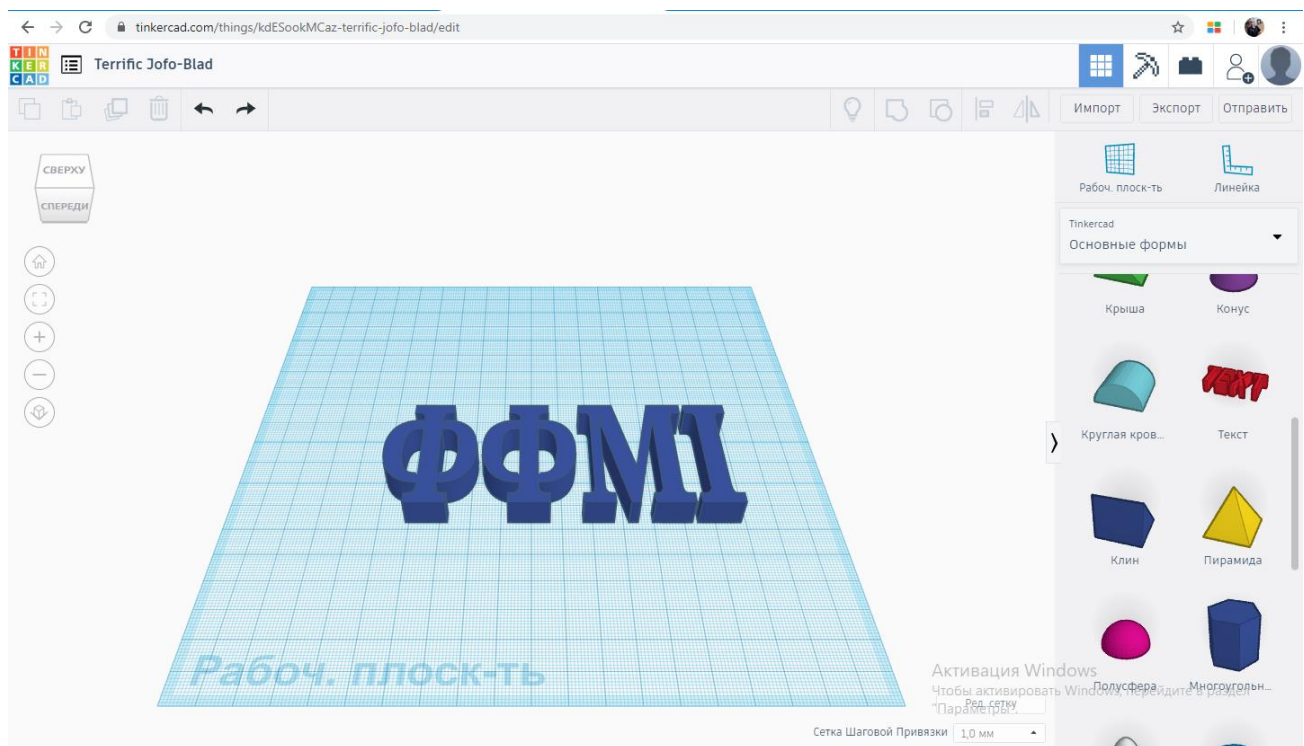 tinkercad.com/things/kdESookMCaz-terrific-jofo-blad/edit
TIN
KER
CAD
Terrific Jofo-Blad
Импорт Экспорт Отправить
СВЕРХУ
СПЕРЕДИ
Рабоч. плоск-ть Линейка
Tinkercad
Основные формы
Крыша Конус
TEXT
Круглая кров... Текст
ФФМІ
Клин Пирамида
Рабоч. плоск-ть
Полусфера Многоугольн...
Активация Windows
Чтобы активировать Windows, перейдите в раздел
"Параметры".
Ред. сетку
Сетка Шаговой Привязки 1,0 мм